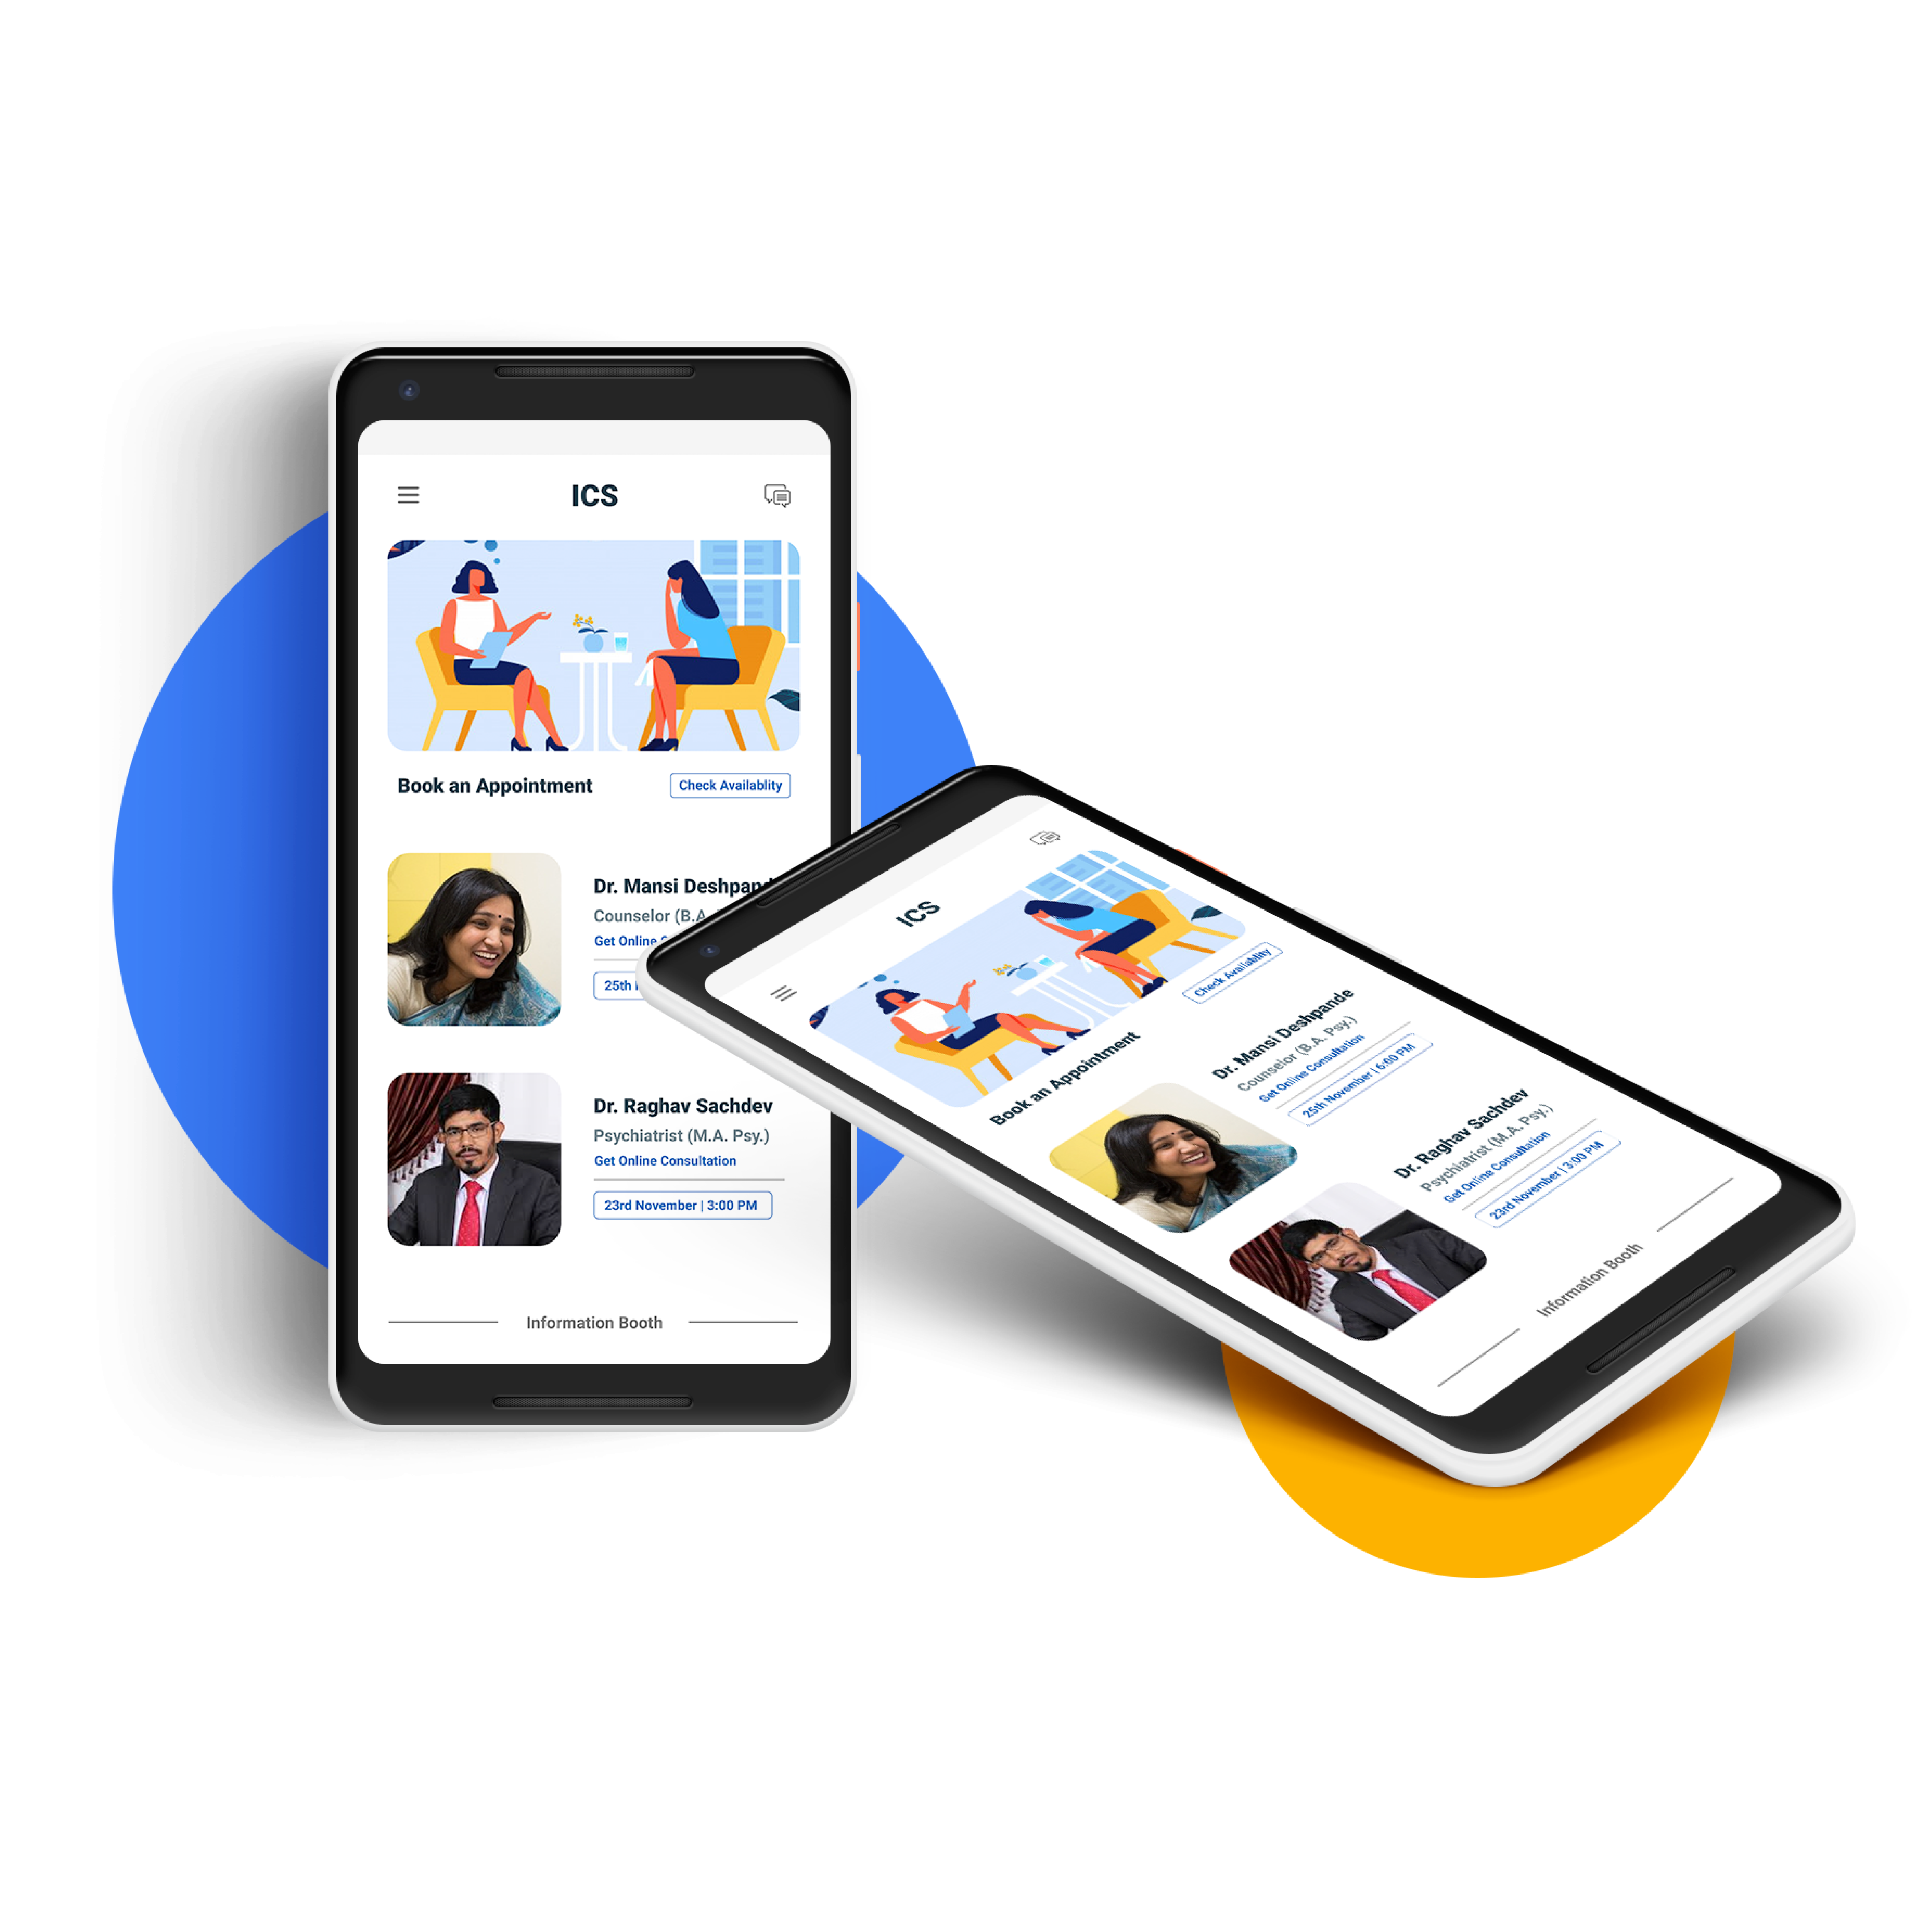 ICS
Book an Appointment
Check Availablity
Dr. Mansi Deshpand
Counselor (B.A.
Get Online
25th
Dr. Raghav Sachdev
Psychiatrist (M.A. Psy.)
Get Online Consultation
23rd November | 3:00 PM
Information Booth
ICS
Book an Appointment
Check Availablity
Dr. Mansi Deshpande
Counselor (B.A. Psy.)
Get Online Consultation
25th November | 6:00 PM
Dr. Raghav Sachdev
Psychiatrist (M.A. Psy.)
Get Online Consultation
23rd November | 3:00 PM
Information Booth